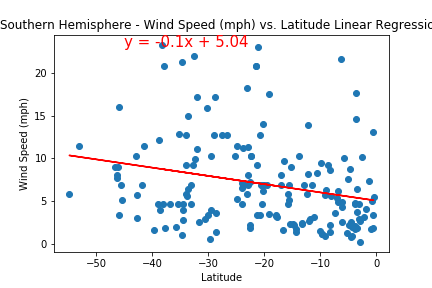 Southern Hemisphere - Wind Speed (mph) vs. Latitude Linear Regressio
y = -0.1x + 5.04
20
15
10
5
0
Wind Speed (mph)
−50
−40
−30
−20
−10
0
Latitude